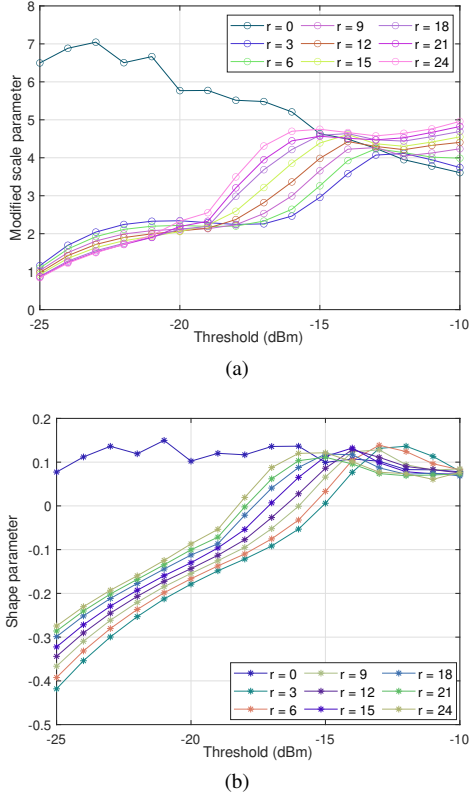 8
7
6
5
4
3
2
1
0
Modified scale parameter
r = 0 r = 9 r = 18
r = 3 r = 12 r = 21
r = 6 r = 15 r = 24
-25 -20 -15 -10
Threshold (dBm)
(a)
0.2
0.1
0
-0.1
-0.2
-0.3
-0.4
-0.5
Shape parameter
r = 0 r = 9 r = 18
r = 3 r = 12 r = 21
r = 6 r = 15 r = 24
-25 -20 -15 -10
Threshold (dBm)
(b)